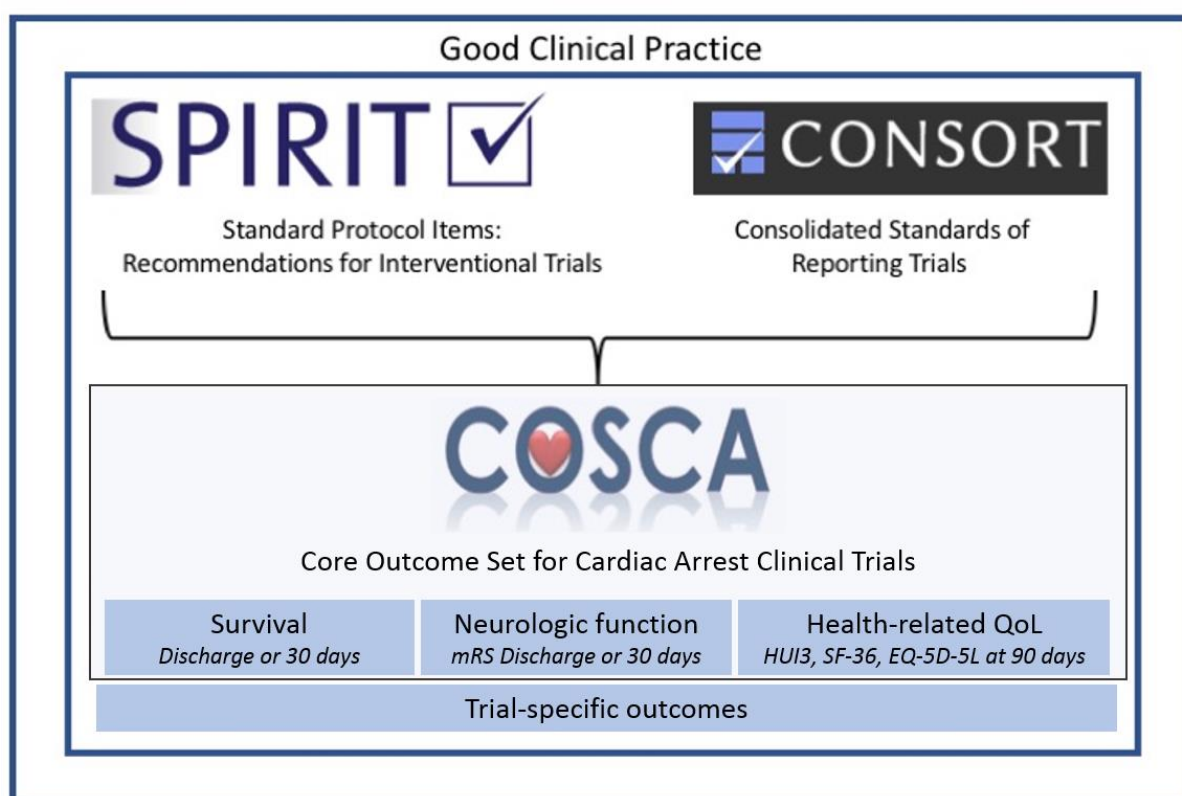 Good Clinical Practice
SPIRIT
CONSORT
Standard Protocol Items:
Recommendations for Interventional Trials
Consolidated Standards of
Reporting Trials
COSCA
Core Outcome Set for Cardiac Arrest Clinical Trials
Survival
Discharge or 30 days
Neurologic function
mRS Discharge or 30 days
Health-related QoL
HUI3, SF-36, EQ-5D-5L at 90 days
Trial-specific outcomes